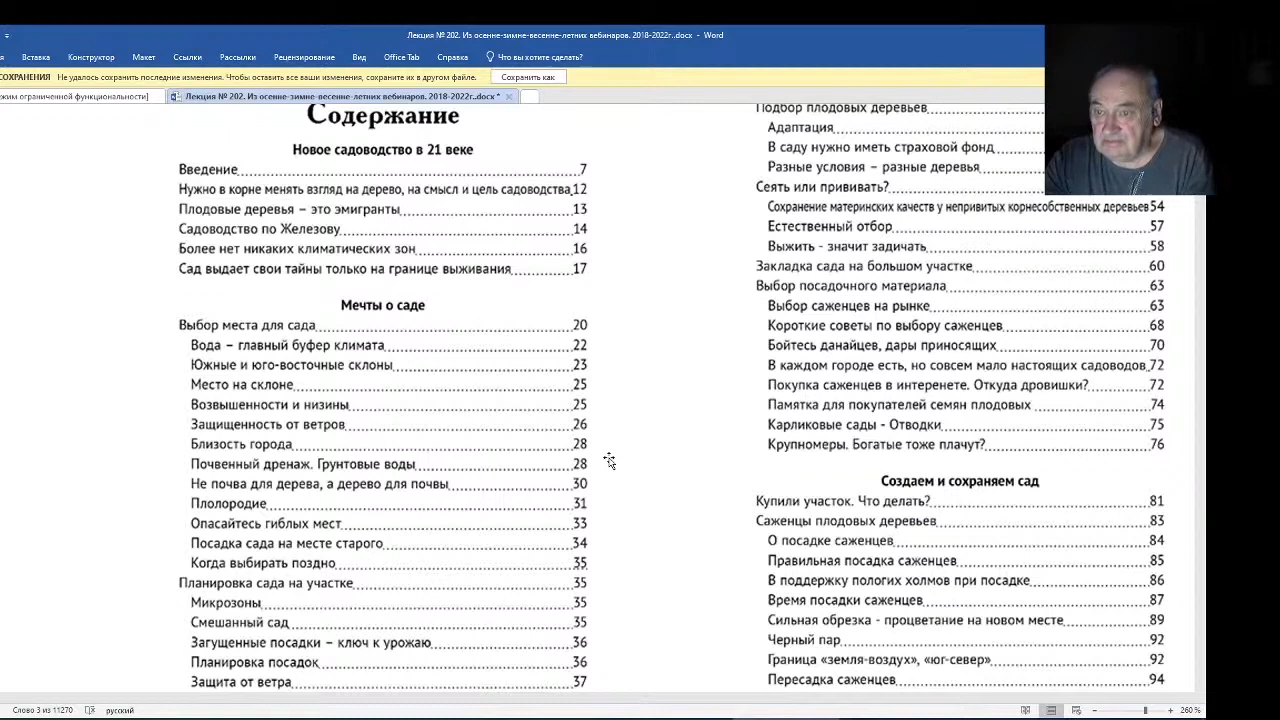 Лекция № 202. Из осенне-зимне-весенне-летних вебинаров. 2018-2022г..docx - Word
Вставка Конструктор Макет Ссылки Рассылки Рецензирование Вид Office Tab Справка Что вы хотите сделать?
СОХРАНЕНИЯ Не удалось сохранить последние изменения. Чтобы оставить все ваши изменения, сохраните их в другом файле. Сохранить как
ежим ограниченной функциональности] Лекция № 202. Из осенне-зимне-весенне-летних вебинаров. 2018-2022г..docx *
Содержание
Новое садоводство в 21 веке
Введение 7
Нужно в корне менять взгляд на дерево, на смысл и цель садоводства 12
Плодовые деревья – это эмигранты 13
Садоводство по Железову 14
Более нет никаких климатических зон 16
Сад выдает свои тайны только на границе выживания 17
Мечты о саде
Выбор места для сада 20
Вода – главный буфер климата 22
Южные и юго-восточные склоны 23
Место на склоне 25
Возвышенности и низины 25
Защищенность от ветров 26
Близость города 28
Почвенный дренаж. Грунтовые воды 28
Не почва для дерева, а дерево для почвы 30
Плолородие 31
Опасайтесь гиблых мест 33
Посадка сада на месте старого 34
Когда выбирать поздно 35
Планировка сада на участке 35
Микрозоны 35
Смешанный сад 35
Загущенные посадки – ключ к урожаю 36
Планировка посадок 36
Защита от ветра 37
Подбор плодовых деревьев
Адаптация
В саду нужно иметь страховой фонд
Разные условия – разные деревья
Сеять или прививать?
Сохранение материнских качеств у непривитых корнесобственных деревьев 54
Естественный отбор 57
Выжить - значит задичать 58
Закладка сада на большом участке 60
Выбор посадочного материала 63
Выбор саженцев на рынке 63
Короткие советы по выбору саженцев 68
Бойтесь данайцев, дары приносящих 70
В каждом городе есть, но совсем мало настоящих садоводов 72
Покупка саженцев в интеренете. Откуда дровишки? 72
Памятка для покупателей семян плодовых 74
Карликовые сады - Отводки 75
Крупномеры. Богатые тоже плачут? 76
Создаем и сохраняем сад
Купили участок. Что делать? 81
Саженцы плодовых деревьев 83
О посадке саженцев 84
Правильная посадка саженцев 85
В поддержку пологих холмов при посадке 86
Время посадки саженцев 87
Сильная обрезка - процветание на новом месте 89
Черный пар 92
Граница «земля-воздух», «юг-север» 92
Пересадка саженцев 94
Слово 3 из 11270 русский 260 %